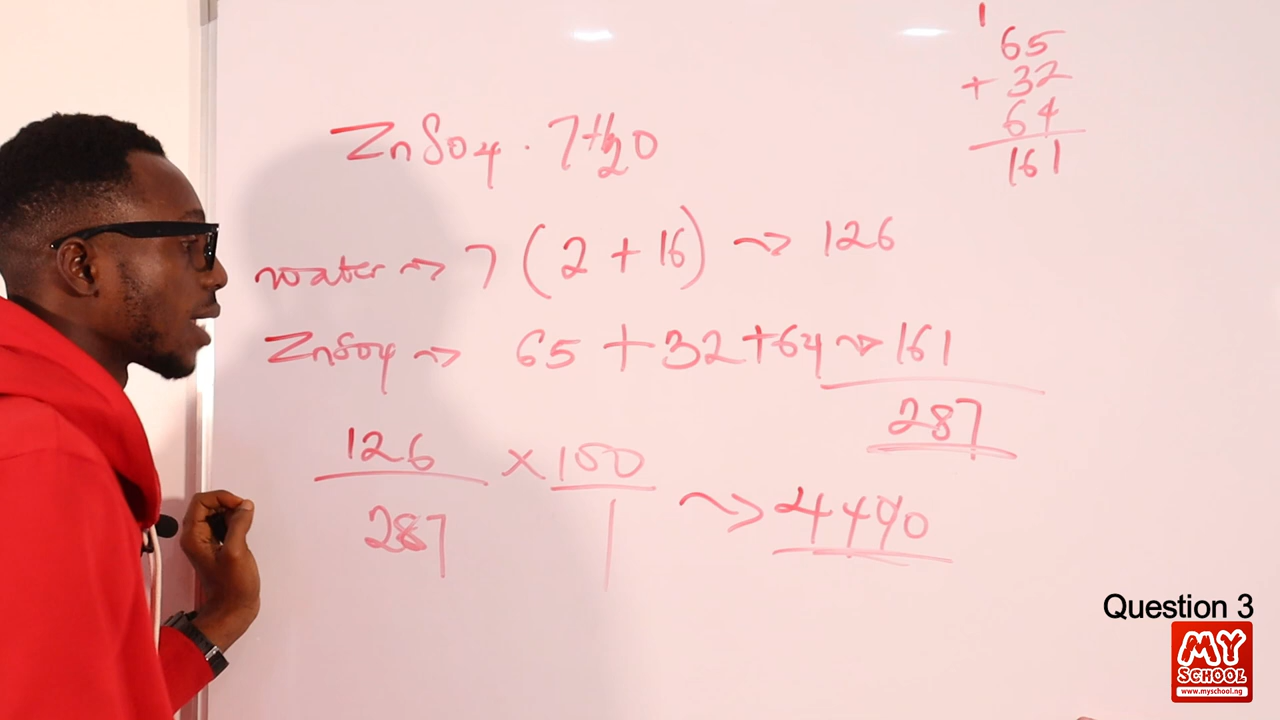 1
65
+ 32
64
161
ZnSO4 . 7H2O
water → 7 (2 + 16) → 126
ZnSO4 → 65 + 32 + 64 → 161
287
126 × 100 → 44%
287 1
Question 3
MY
SCHOOL
www.myschool.ng